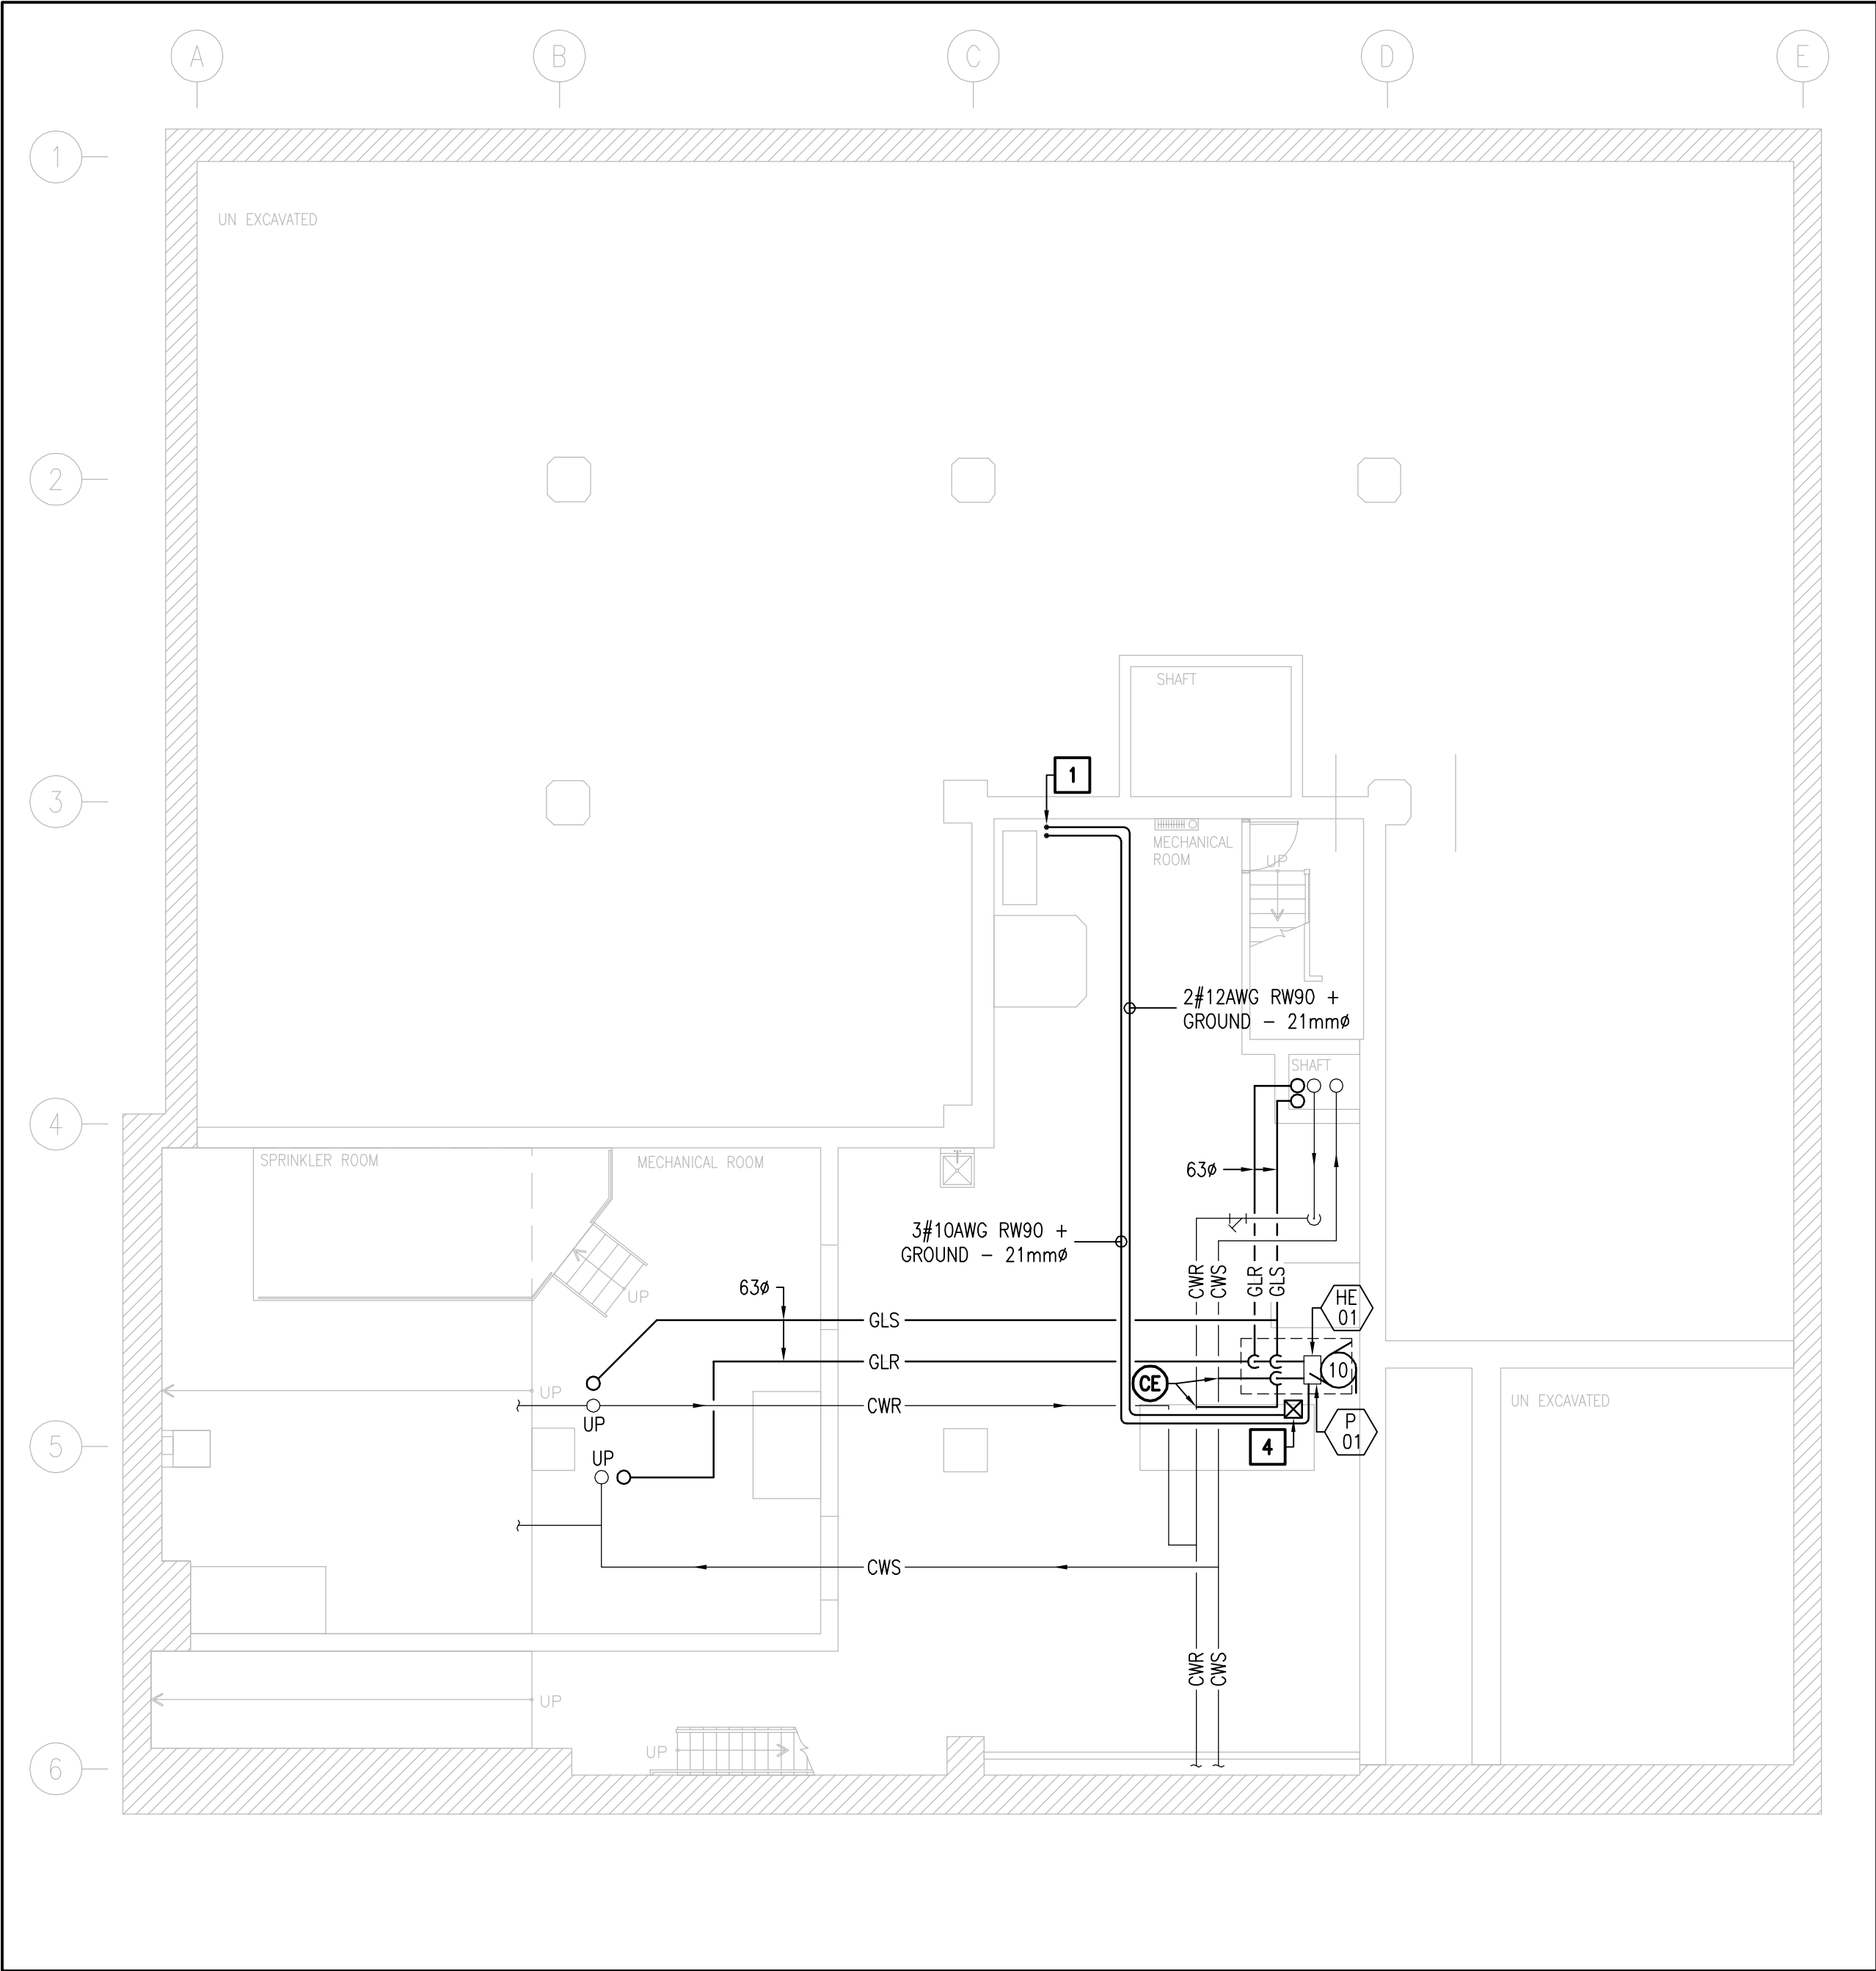 A
B
C
D
E
1
UN EXCAVATED
2
SHAFT
1
3
MECHANICAL
ROOM
UP
2#12AWG RW90 +
GROUND - 21mmø
SHAFT
4
SPRINKLER ROOM
MECHANICAL ROOM
63ø
3#10AWG RW90 +
GROUND - 21mmø
CWR
CWS
GLR
GLS
63ø
UP
HE
01
GLS
GLR
10
CE
UP
CWR
UN EXCAVATED
UP
P
01
5
4
UP
CWS
CWR
CWS
UP
UP
6